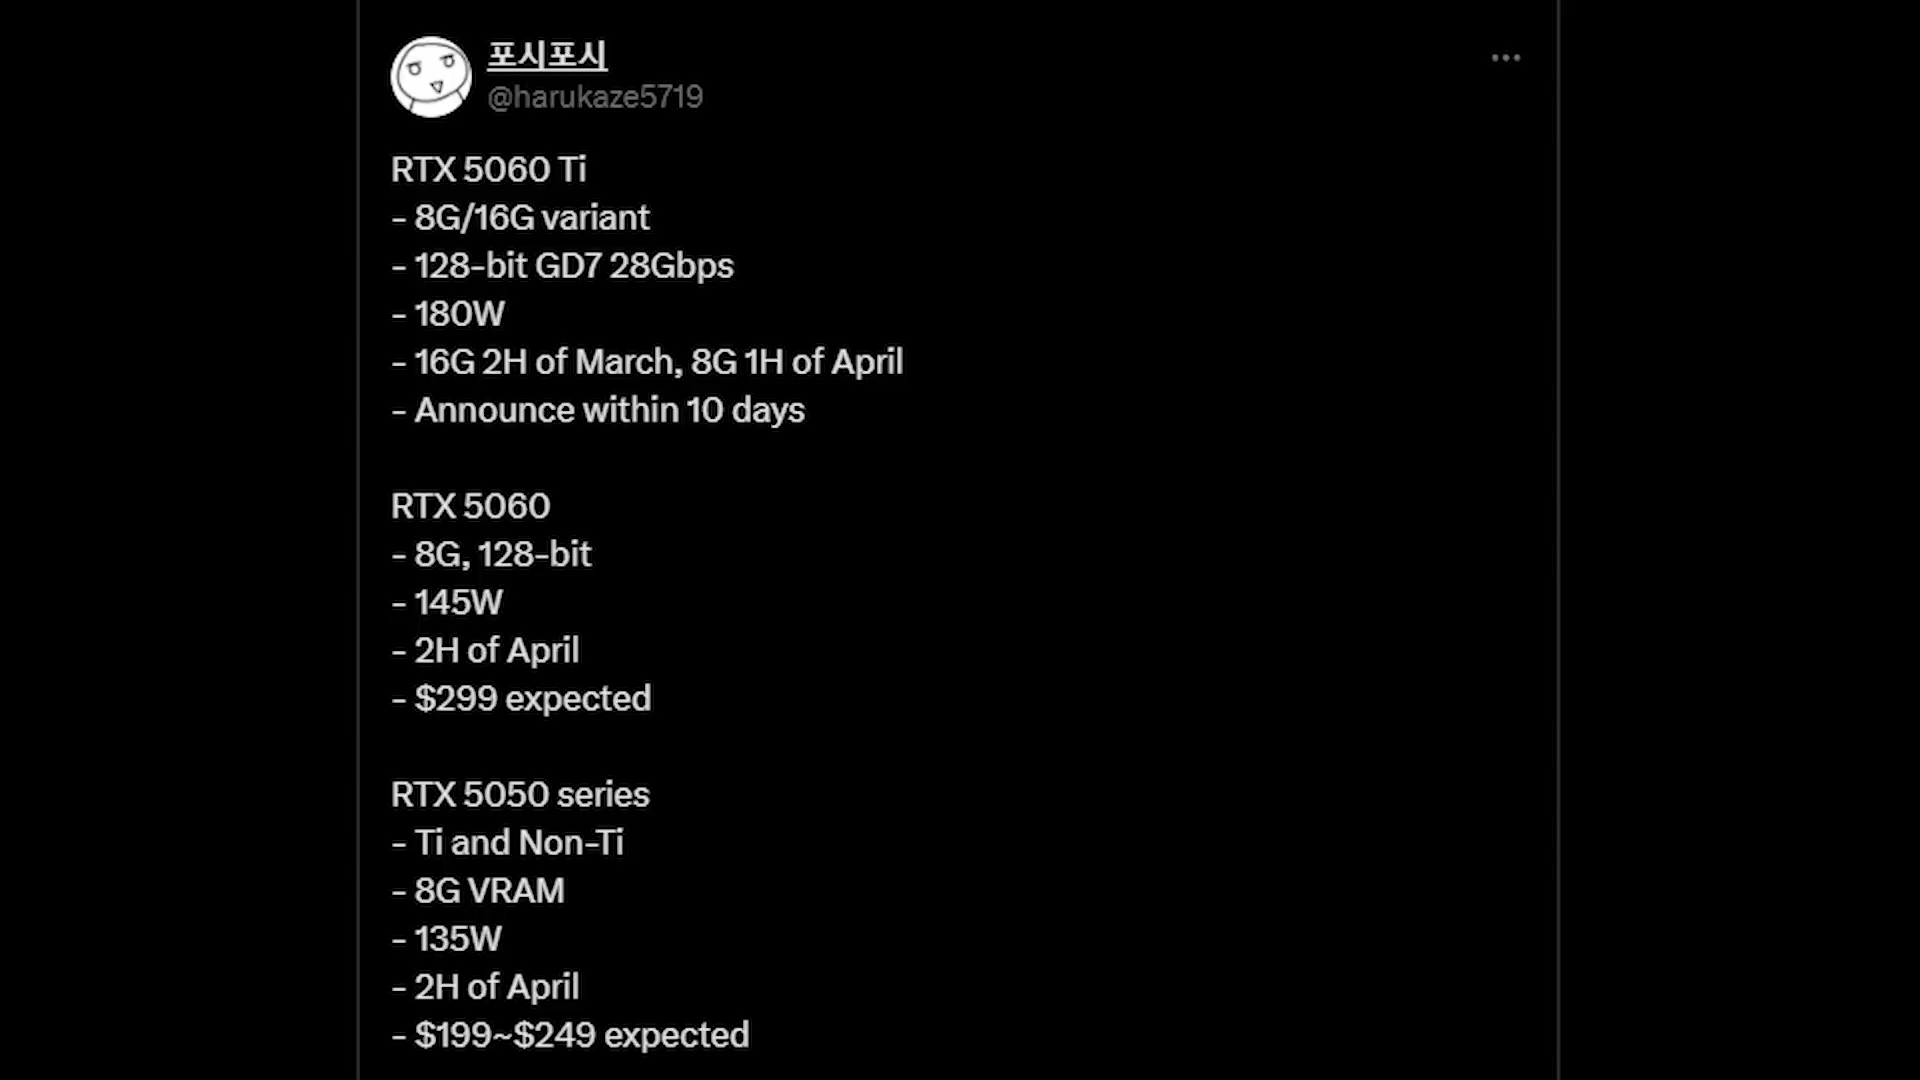 포시포시
@harukaze5719
RTX 5060 Ti
- 8G/16G variant
- 128-bit GD7 28Gbps
- 180W
- 16G 2H of March, 8G 1H of April
- Announce within 10 days
RTX 5060
- 8G, 128-bit
- 145W
- 2H of April
- $299 expected
RTX 5050 series
- Ti and Non-Ti
- 8G VRAM
- 135W
- 2H of April
- $199~$249 expected